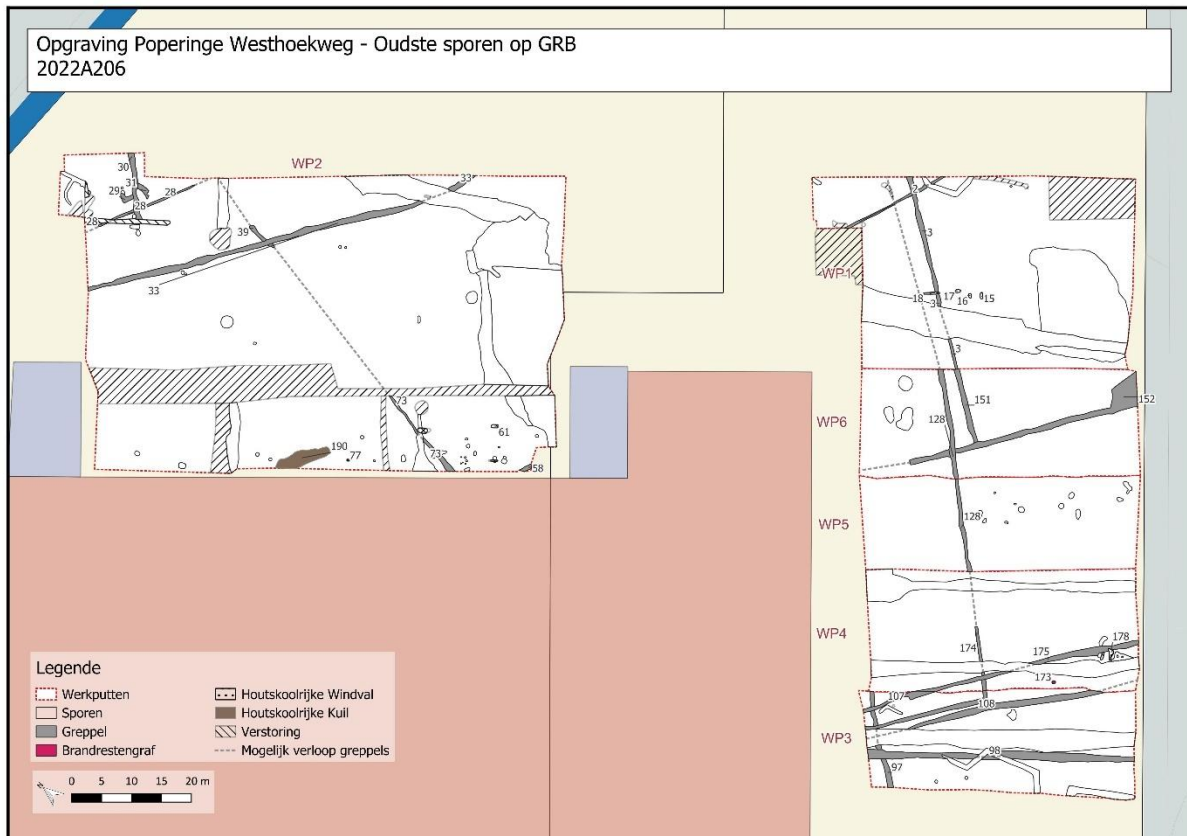 Opgraving Poperinge Westhoekweg - Oudste sporen op GRB
2022A206
WP2
30
31
29
28
28
28
33
39
33
2
3
WP1
18
17
16
15
3
3
73
61
190
77
73
58
151
152
128
WP6
128
WP5
WP4
174
175
178
173
107
108
WP3
98
97
Legende
Werkputten
Sporen
Greppel
Brandrestengraf
Houtskoolrijke Windval
Houtskoolrijke Kuil
Verstoring
Mogelijk verloop greppels
0 5 10 15 20 m